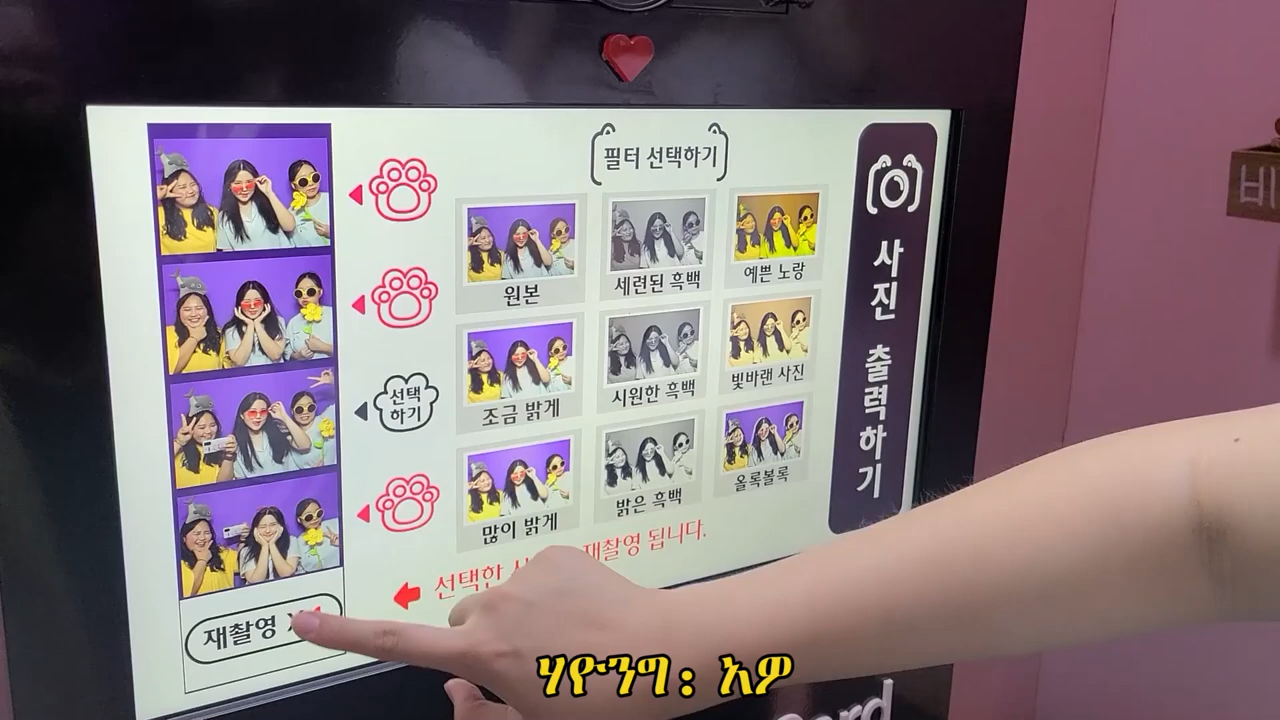 필터 선택하기
원본
세련된 흑백
예쁜 노랑
조금 밝게
시원한 흑백
빛바랜 사진
많이 밝게
밝은 흑백
올록볼록
선택
하기
사진 출력하기
선택한
재촬영 됩니다.
재촬영
비
ሃዮንግ: አዎ